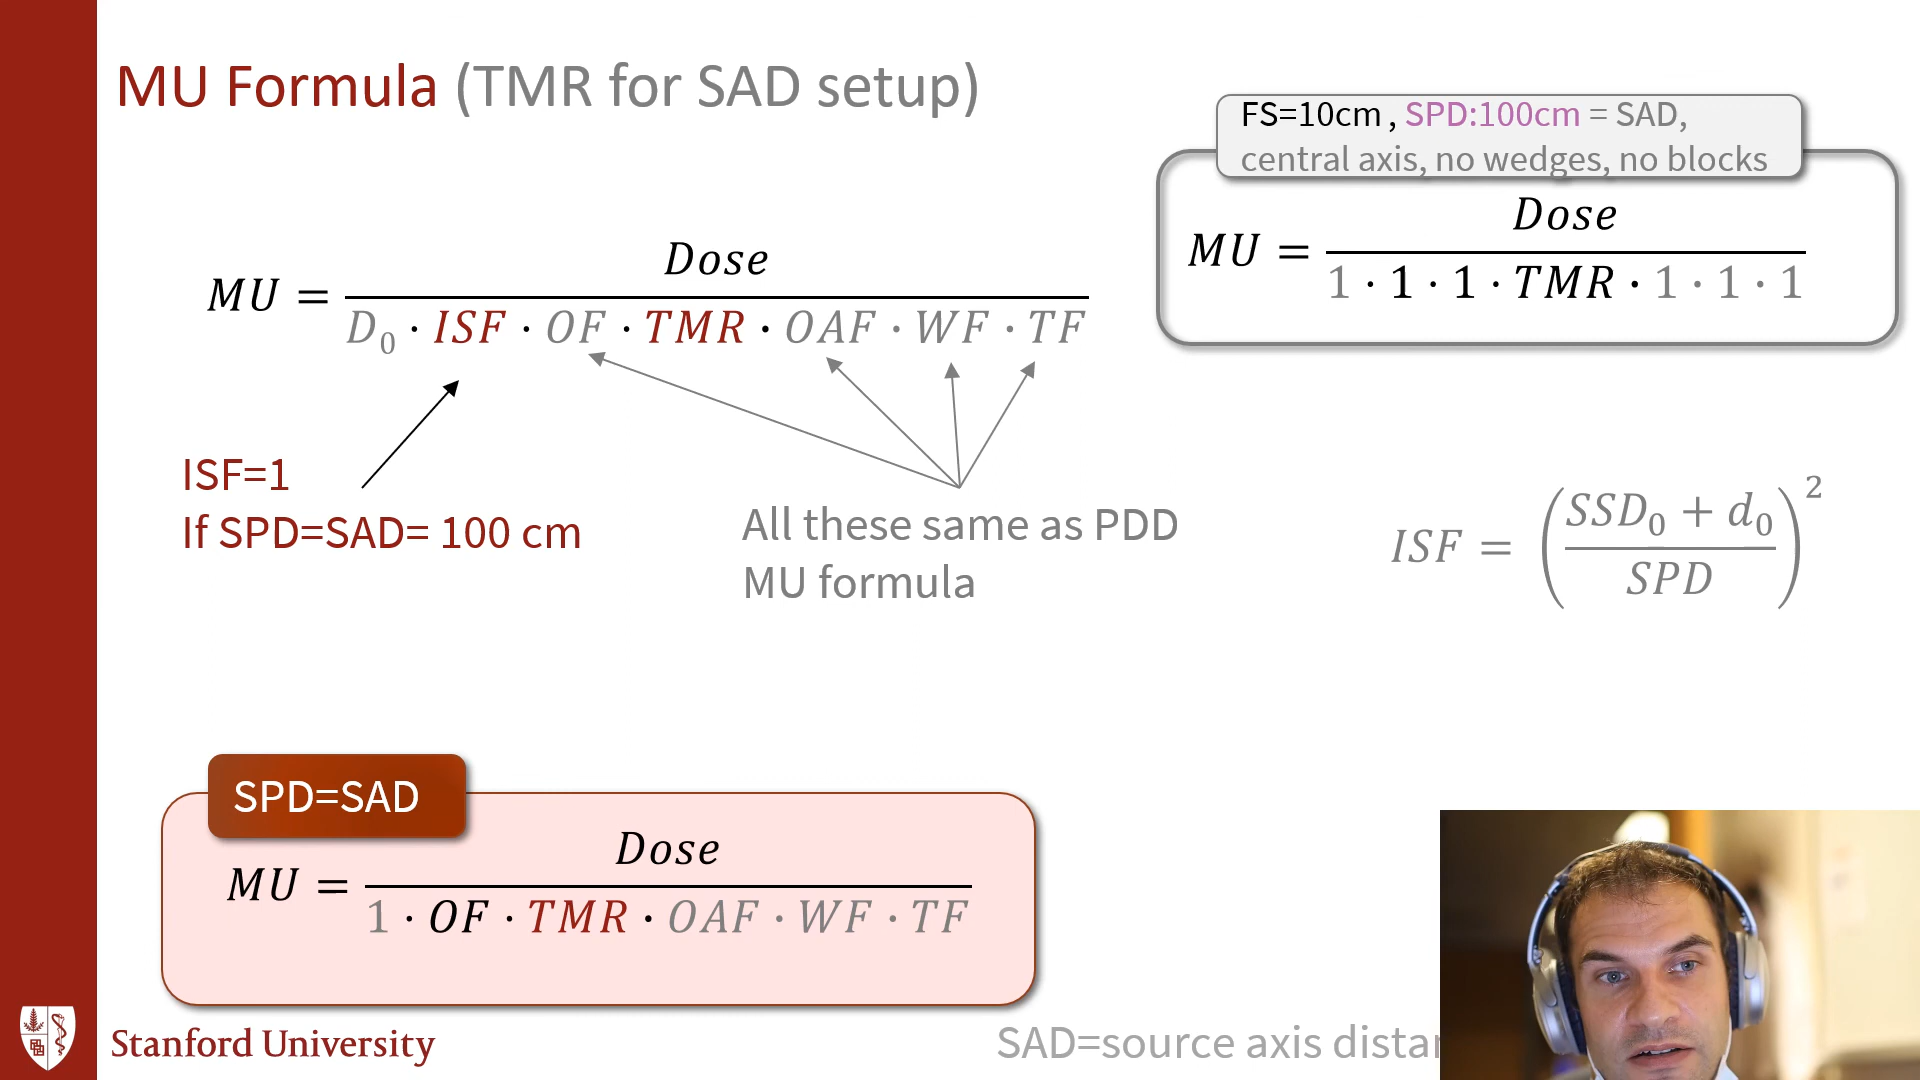 MU Formula (TMR for SAD setup)
FS=10cm , SPD:100cm = SAD,
central axis, no wedges, no blocks
MU = Dose / 1 · 1 · 1 · TMR · 1 · 1 · 1
MU = Dose / D₀ · ISF · OF · TMR · OAF · WF · TF
ISF=1
If SPD=SAD= 100 cm
All these same as PDD
MU formula
ISF = ((SSD₀ + d₀) / SPD)²
SPD=SAD
MU = Dose / 1 · OF · TMR · OAF · WF · TF
Stanford University
SAD=source axis